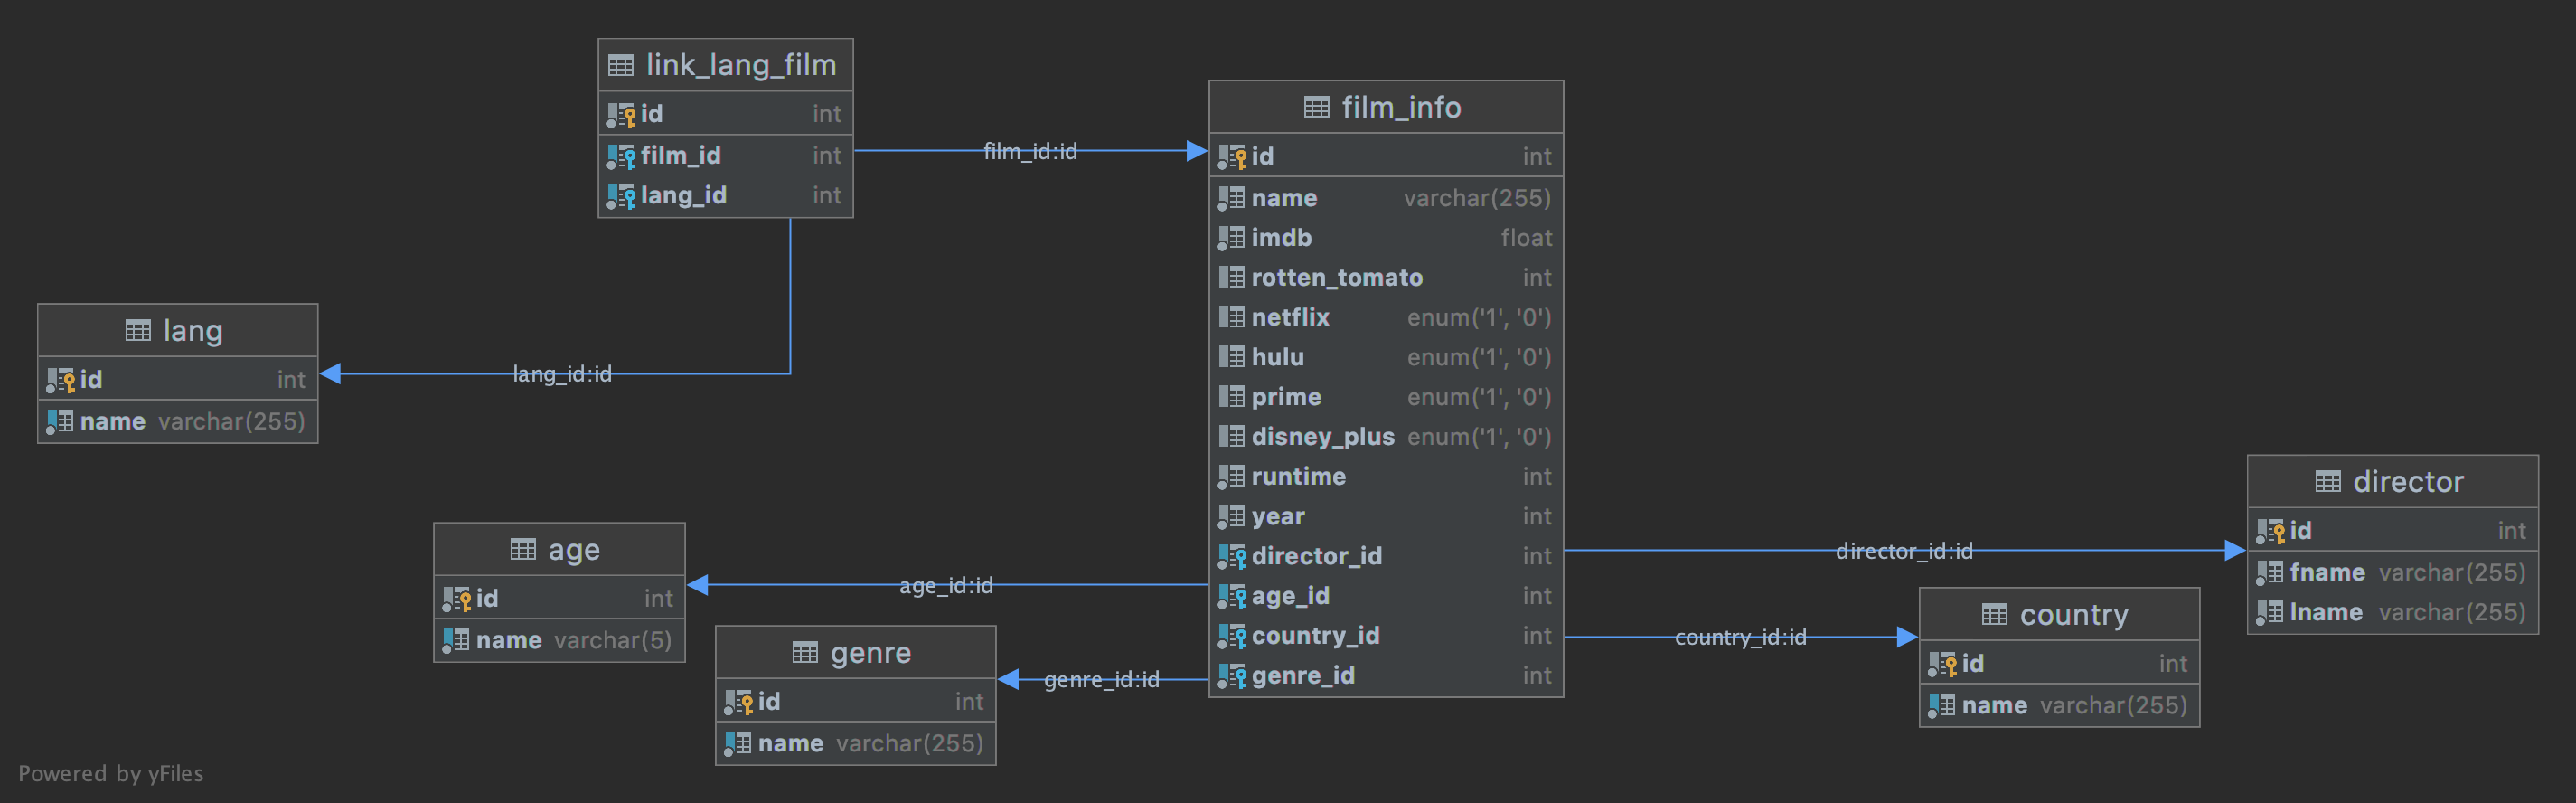 link_lang_film
id int
film_id int
lang_id int
film_id:id
lang_id:id
film_info
id int
name varchar(255)
imdb float
rotten_tomato int
netflix enum('1', '0')
hulu enum('1', '0')
prime enum('1', '0')
disney_plus enum('1', '0')
runtime int
year int
director_id int
age_id int
country_id int
genre_id int
lang
id int
name varchar(255)
age_id:id
age
id int
name varchar(5)
genre_id:id
genre
id int
name varchar(255)
director_id:id
director
id int
fname varchar(255)
lname varchar(255)
country_id:id
country
id int
name varchar(255)
Powered by yFiles